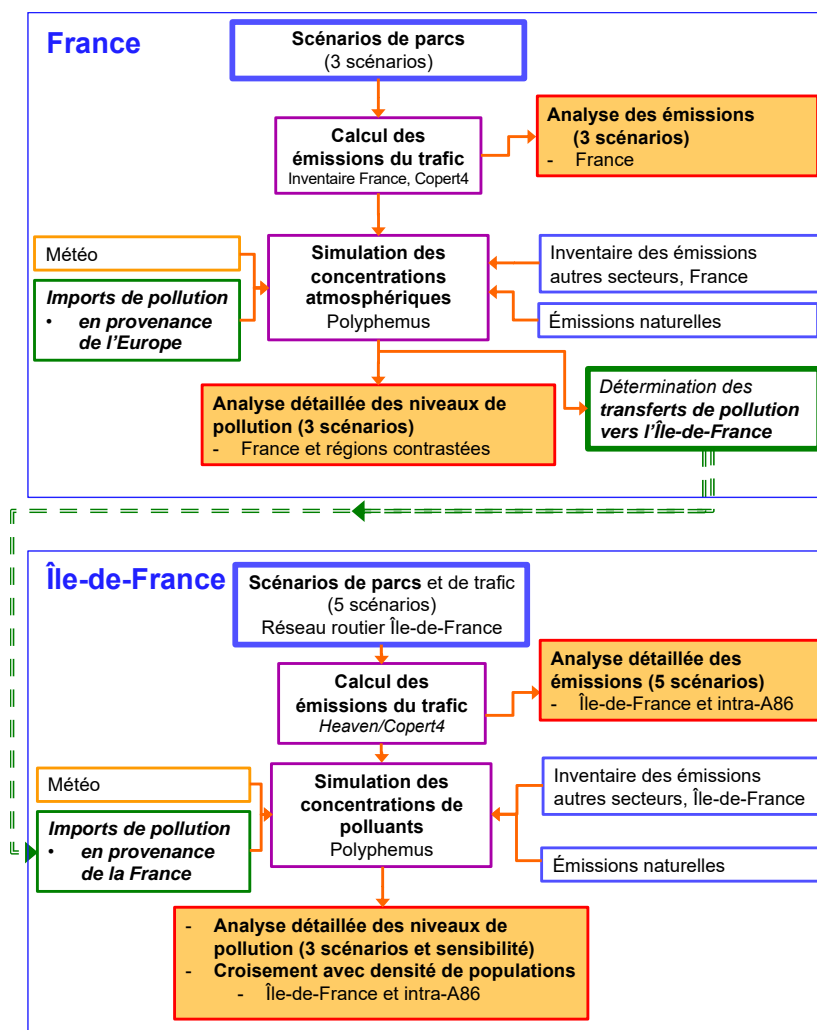 France
Scénarios de parcs
(3 scénarios)
Calcul des
émissions du trafic
Inventaire France, Copert4
Analyse des émissions
(3 scénarios)
- France
Météo
Imports de pollution
• en provenance
de l'Europe
Simulation des
concentrations
atmosphériques
Polyphemus
Inventaire des émissions
autres secteurs, France
Émissions naturelles
Analyse détaillée des niveaux de
pollution (3 scénarios)
- France et régions contrastées
Détermination des
transferts de pollution
vers l'Île-de-France
Île-de-France
Scénarios de parcs et de trafic
(5 scénarios)
Réseau routier Île-de-France
Calcul des
émissions du trafic
Heaven/Copert4
Analyse détaillée des
émissions (5 scénarios)
- Île-de-France et intra-A86
Météo
Imports de pollution
• en provenance
de la France
Simulation des
concentrations de
polluants
Polyphemus
Inventaire des émissions
autres secteurs, Île-de-France
Émissions naturelles
- Analyse détaillée des niveaux de
pollution (3 scénarios et sensibilité)
- Croisement avec densité de populations
- Île-de-France et intra-A86